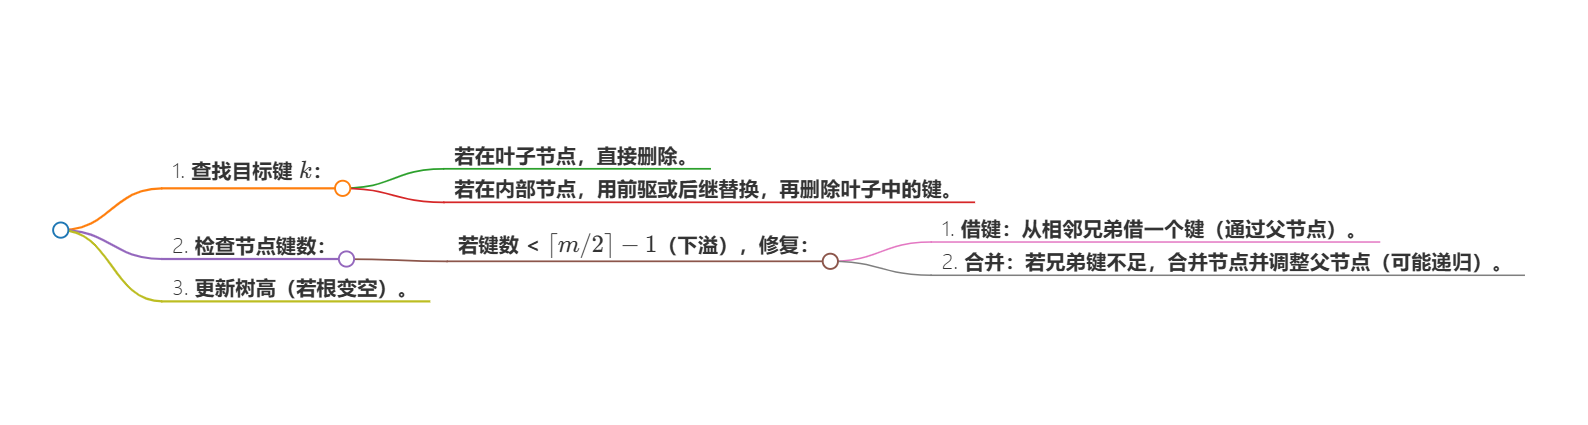 1. 查找目标键 k：
若在叶子节点，直接删除。
若在内部节点，用前驱或后继替换，再删除叶子中的键。
2. 检查节点键数：
若键数 < ⌈m/2⌉ − 1（下溢），修复：
1. 借键：从相邻兄弟借一个键（通过父节点）。
2. 合并：若兄弟键不足，合并节点并调整父节点（可能递归）。
3. 更新树高（若根变空）。